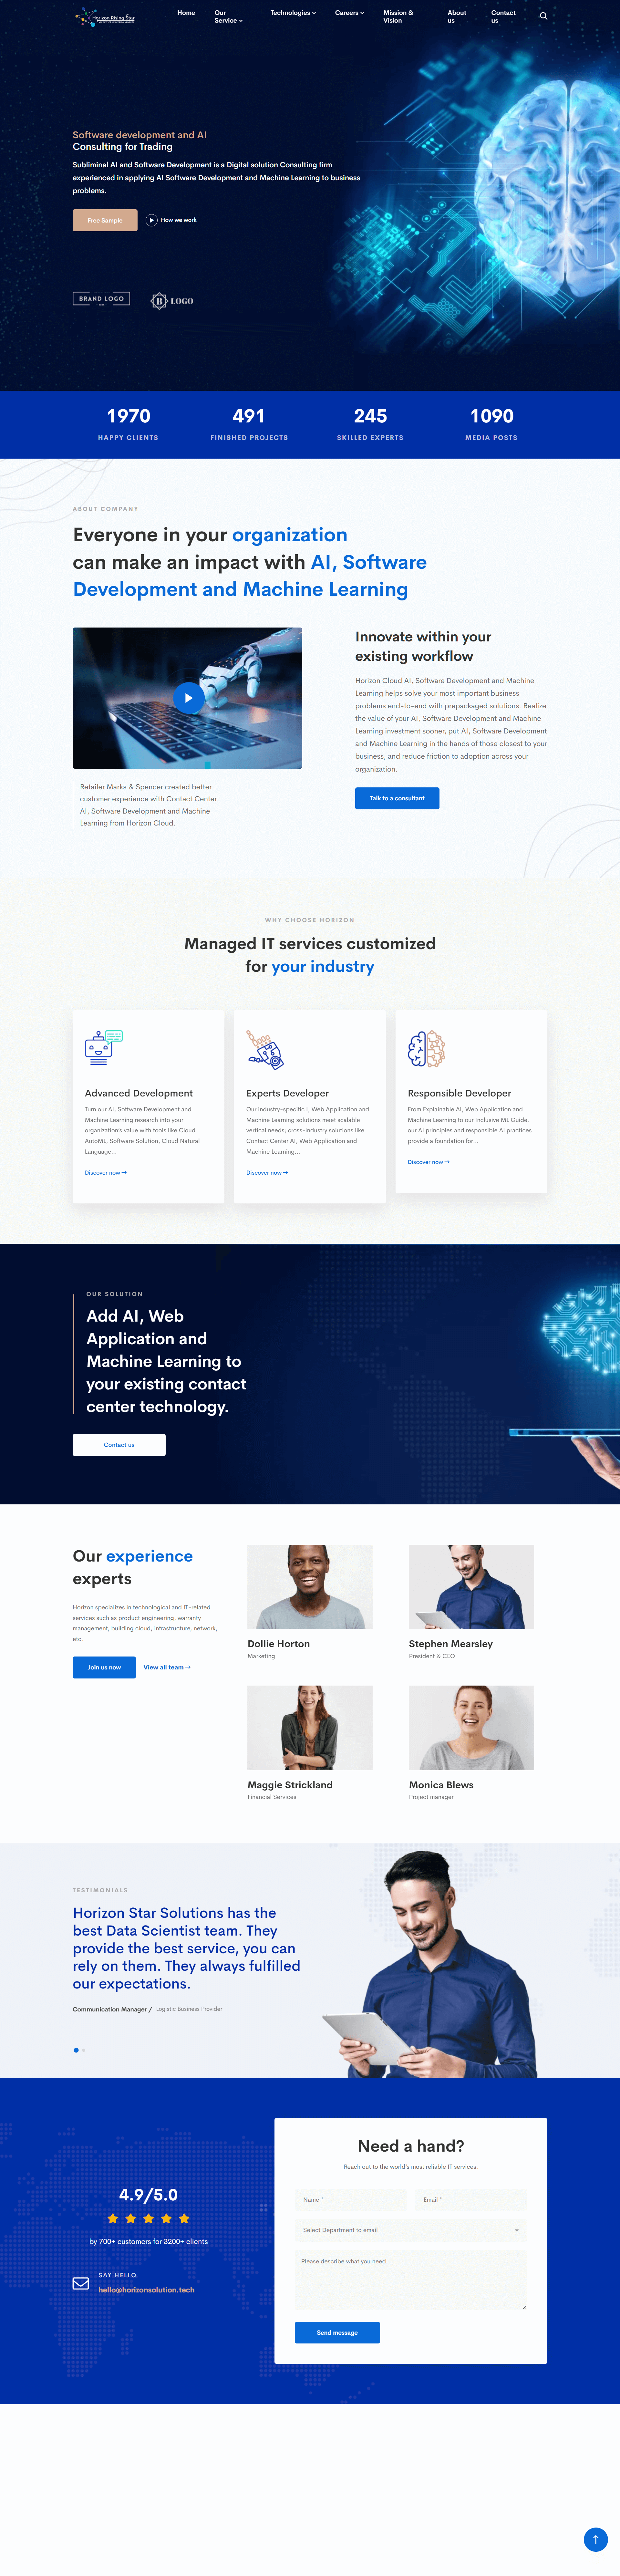 Horizon Rising Star
Home
Our
Service
Technologies
Careers
Mission &
Vision
About
us
Contact
us
Software development and AI
Consulting for Trading
Subliminal AI and Software Development is a Digital solution Consulting firm
experienced in applying AI Software Development and Machine Learning to business
problems.
Free Sample
How we work
BRAND LOGO
B LOGO
1970
HAPPY CLIENTS
491
FINISHED PROJECTS
245
SKILLED EXPERTS
1090
MEDIA POSTS
ABOUT COMPANY
Everyone in your organization
can make an impact with AI, Software
Development and Machine Learning
Innovate within your
existing workflow
Horizon Cloud AI, Software Development and Machine
Learning helps solve your most important business
problems end-to-end with prepackaged solutions. Realize
the value of your AI, Software Development and Machine
Learning investment sooner, put AI, Software Development
and Machine Learning in the hands of those closest to your
business, and reduce friction to adoption across your
organization.
Talk to a consultant
Retailer Marks & Spencer created better
customer experience with Contact Center
AI, Software Development and Machine
Learning from Horizon Cloud.
WHY CHOOSE HORIZON
Managed IT services customized
for your industry
Advanced Development
Turn our AI, Software Development and
Machine Learning research into your
organization's value with tools like Cloud
AutoML, Software Solution, Cloud Natural
Language...
Discover now →
Experts Developer
Our industry-specific I, Web Application and
Machine Learning solutions meet scalable
vertical needs; cross-industry solutions like
Contact Center AI, Web Application and
Machine Learning...
Discover now →
Responsible Developer
From Explainable AI, Web Application and
Machine Learning to our Inclusive ML Guide,
our AI principles and responsible AI practices
provide a foundation for...
Discover now →
OUR SOLUTION
Add AI, Web
Application and
Machine Learning to
your existing contact
center technology.
Contact us
Our experience
experts
Horizon specializes in technological and IT-related
services such as product engineering, warranty
management, building cloud, infrastructure, network,
etc.
Join us now
View all team →
Dollie Horton
Marketing
Stephen Mearsley
President & CEO
Maggie Strickland
Financial Services
Monica Blews
Project manager
TESTIMONIALS
Horizon Star Solutions has the
best Data Scientist team. They
provide the best service, you can
rely on them. They always fulfilled
our expectations.
Communication Manager / Logistic Business Provider
4.9/5.0
by 700+ customers for 3200+ clients
SAY HELLO
hello@horizonsolution.tech
Need a hand?
Reach out to the world's most reliable IT services.
Name *
Email *
Select Department to email
Please describe what you need.
Send message